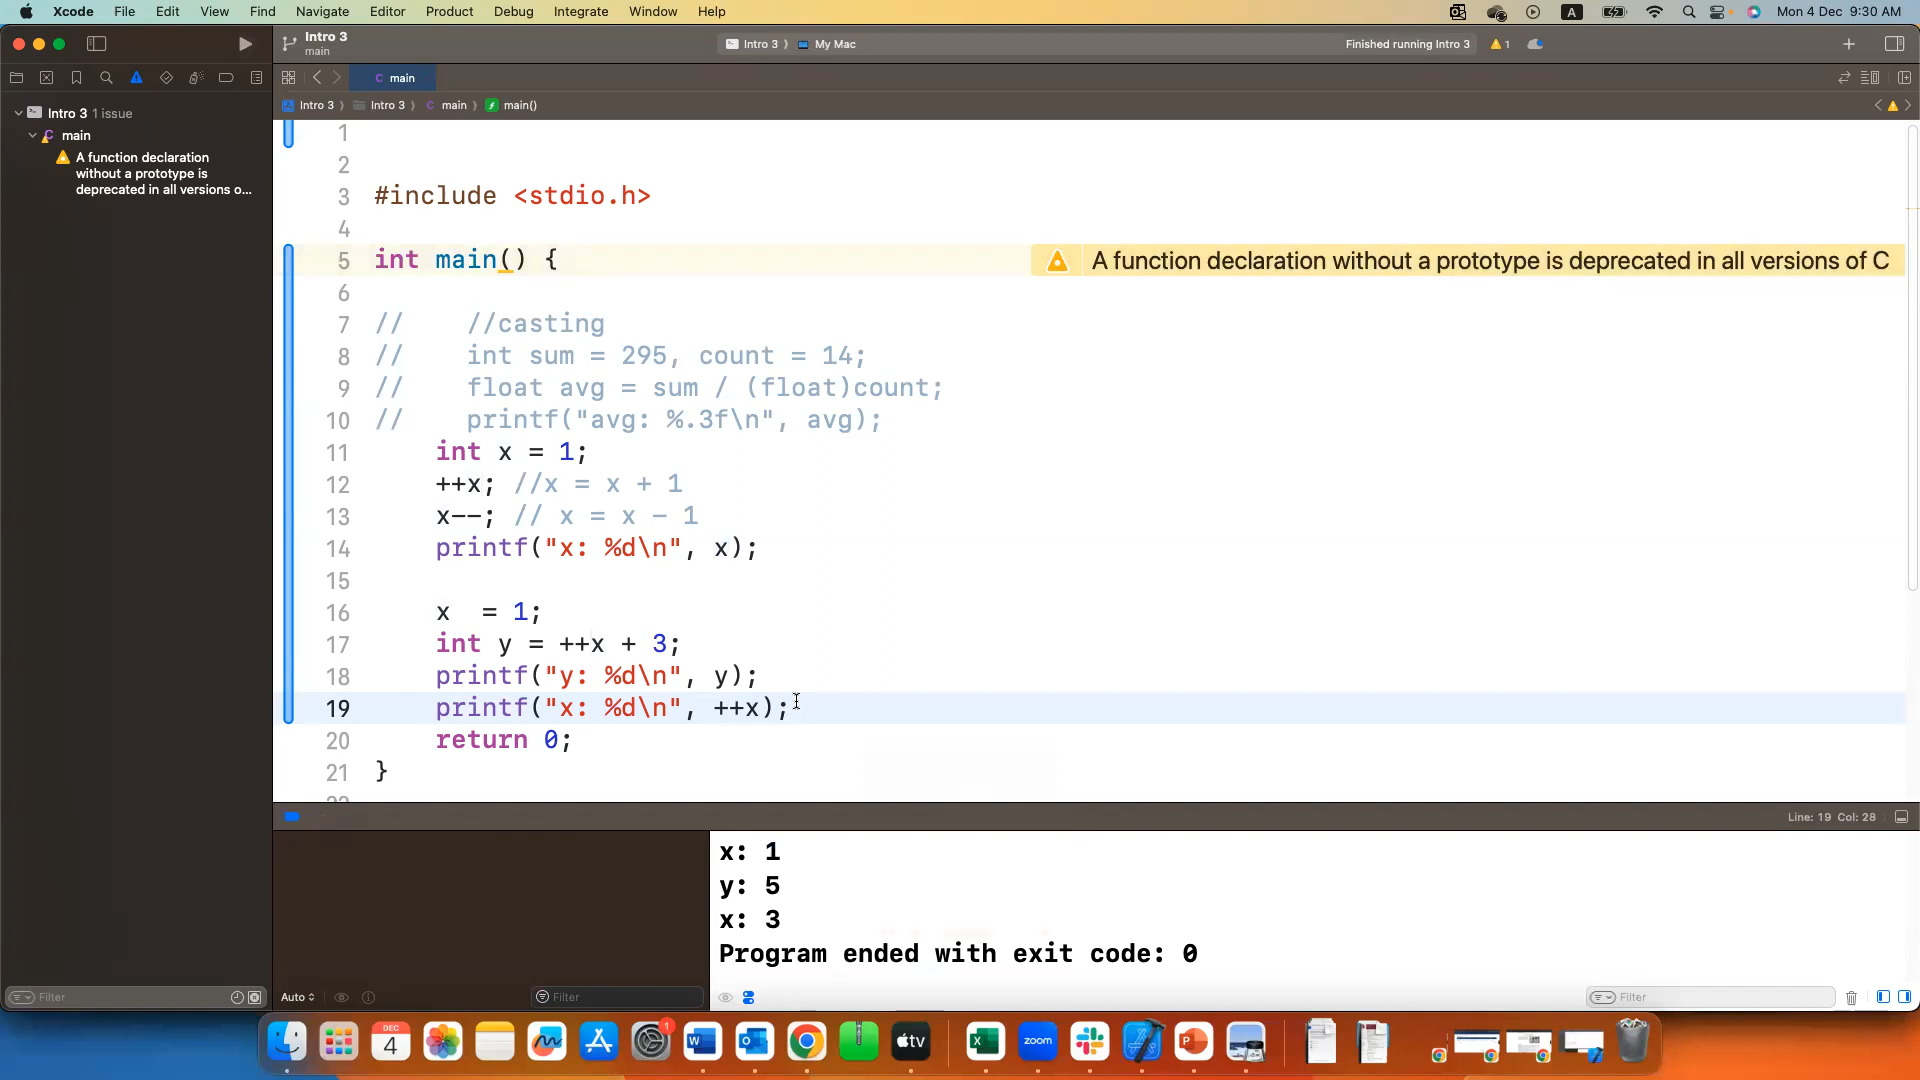 Xcode File Edit View Find Navigate Editor Product Debug Integrate Window Help A Mon 4 Dec 9:30 AM
Intro 3
main
Intro 3 ⟩ My Mac
Finished running Intro 3
1
C main
Intro 3 ⟩ Intro 3 ⟩ C main ⟩ main()
Intro 3 1 issue
main
A function declaration
without a prototype is
deprecated in all versions o...
1
2
3 #include <stdio.h>
4
5 int main() {
A function declaration without a prototype is deprecated in all versions of C
6
7 // //casting
8 // int sum = 295, count = 14;
9 // float avg = sum / (float)count;
10 // printf("avg: %.3f\n", avg);
11 int x = 1;
12 ++x; //x = x + 1
13 x--; // x = x - 1
14 printf("x: %d\n", x);
15
16 x = 1;
17 int y = ++x + 3;
18 printf("y: %d\n", y);
19 printf("x: %d\n", ++x);
20 return 0;
21 }
Line: 19 Col: 28
x: 1
y: 5
x: 3
Program ended with exit code: 0
Filter
Auto
Filter
Filter
DEC
4
1
W
tv
zoom